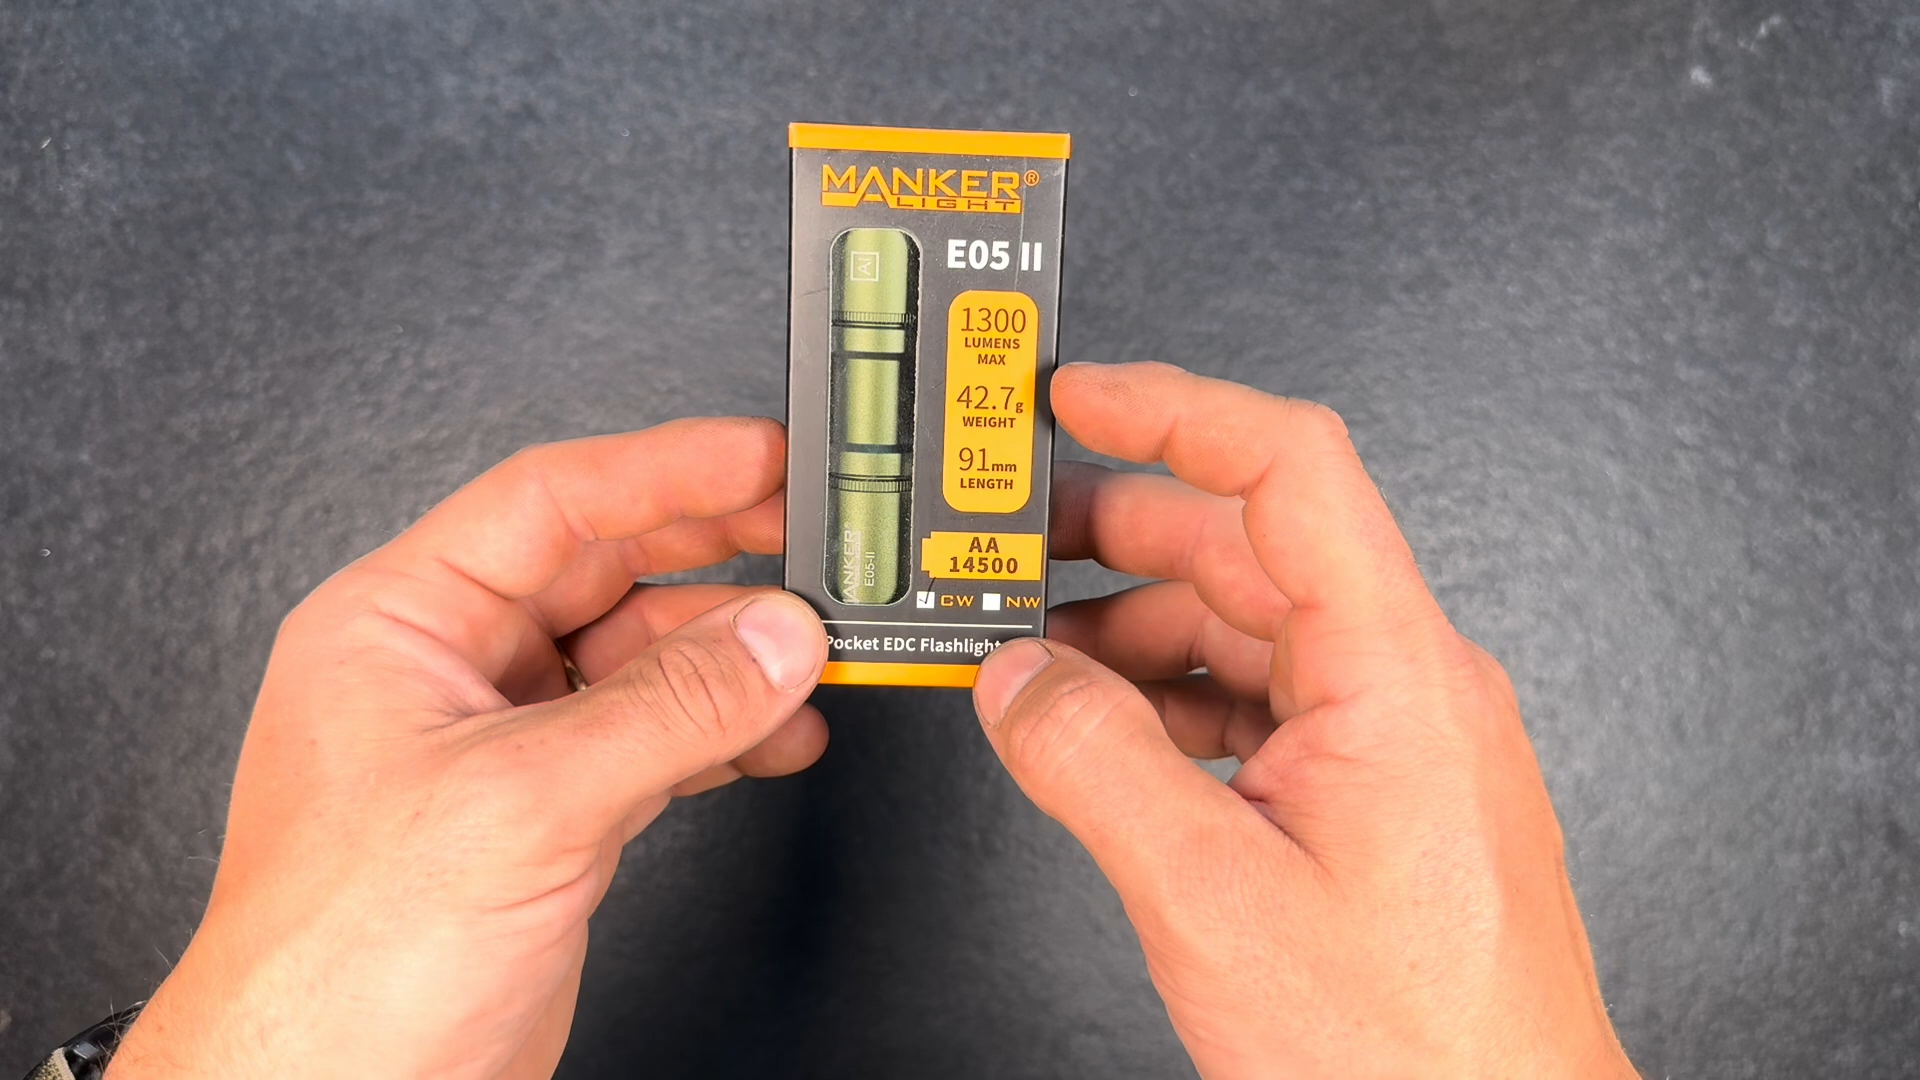 MANKER®
LIGHT
E05 II
1300
LUMENS
MAX
42.7g
WEIGHT
91mm
LENGTH
AA
14500
CW NW
Pocket EDC Flashlight
ANKER®
E05-II